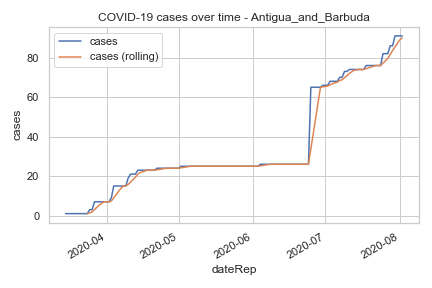 COVID-19 cases over time - Antigua_and_Barbuda
cases
cases (rolling)
80
60
40
20
0
cases
2020-04
2020-05
2020-06
2020-07
2020-08
dateRep